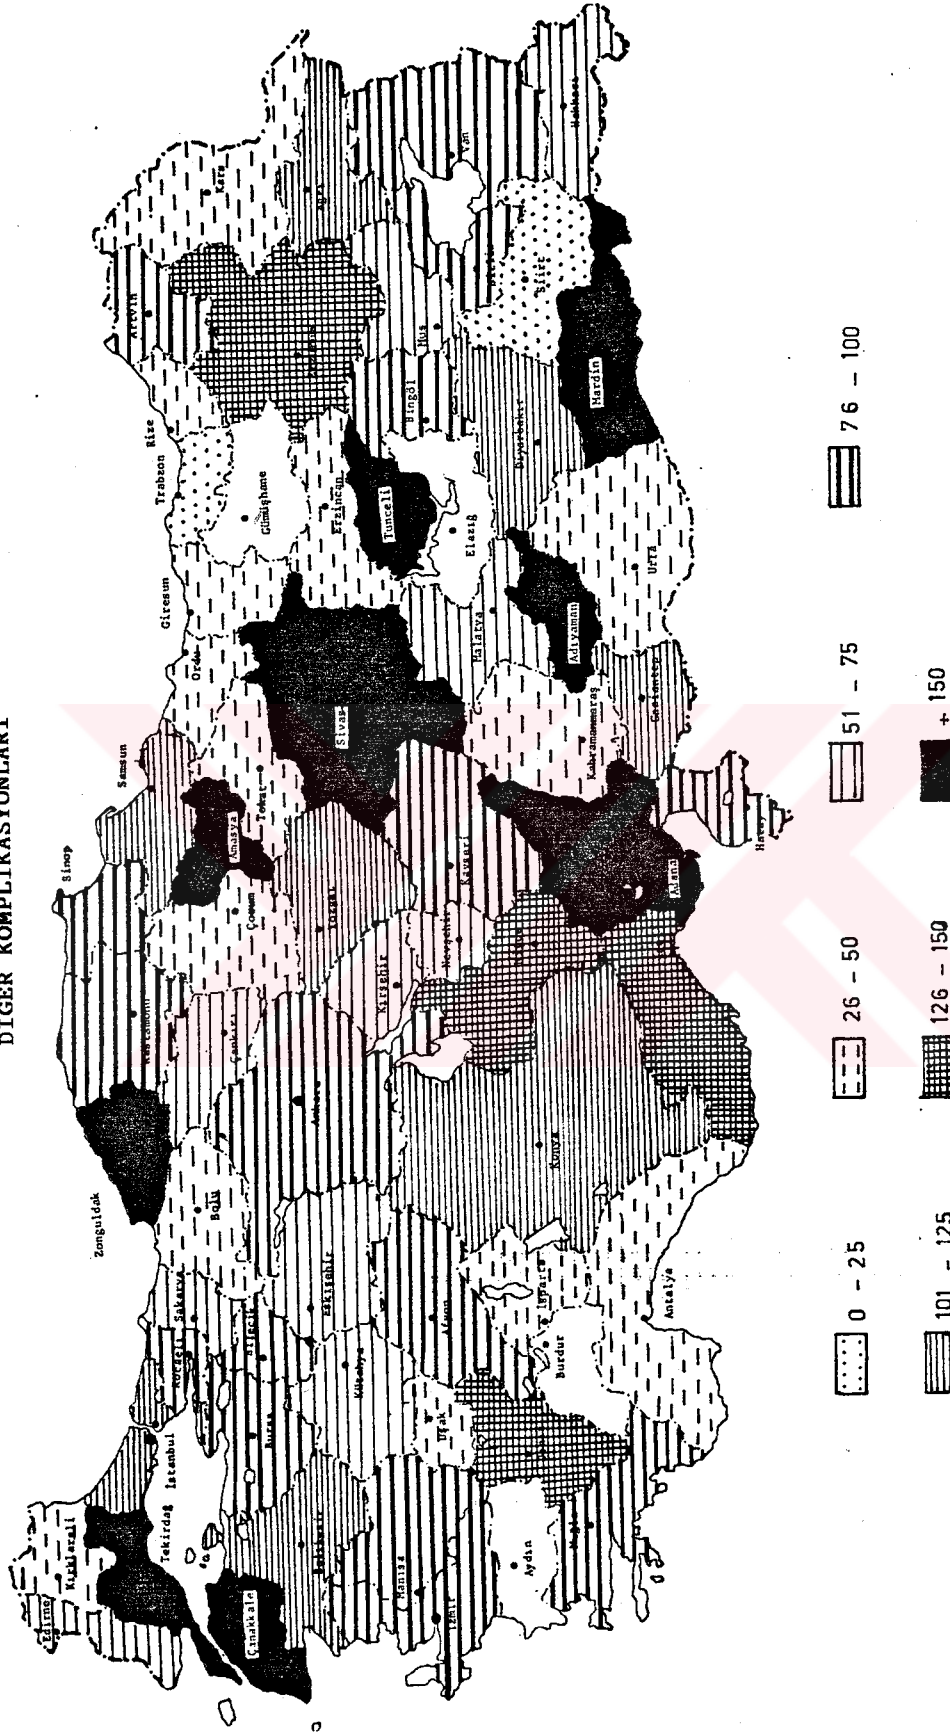 DİGER KOMPLİKASYONLARI
Edirne
Kırklareli
Tekirdağ
İstanbul
Kocaeli
Sakarya
Zonguldak
Bolu
Kastamonu
Sinop
Samsun
Çankırı
Çorum
Amasya
Tokat
Ordu
Giresun
Trabzon
Rize
Artvin
Kars
Gümüşhane
Erzincan
Ağrı
Çanakkale
Balıkesir
Bursa
Bilecik
Kütahya
Eskişehir
Ankara
Kırşehir
Yozgat
Sivas
Tunceli
Bingöl
Muş
Van
Manisa
İzmir
Uşak
Afyon
Nevşehir
Kayseri
Malatya
Elazığ
Aydın
Muğla
Burdur
Isparta
Antalya
Konya
Adana
Hatay
Kahramanmaraş
Gaziantep
Adıyaman
Urfa
Diyarbakır
Mardin
Siirt
Hakkari
0 - 25
26 - 50
51 - 75
76 - 100
101 - 125
126 - 150
+ 150